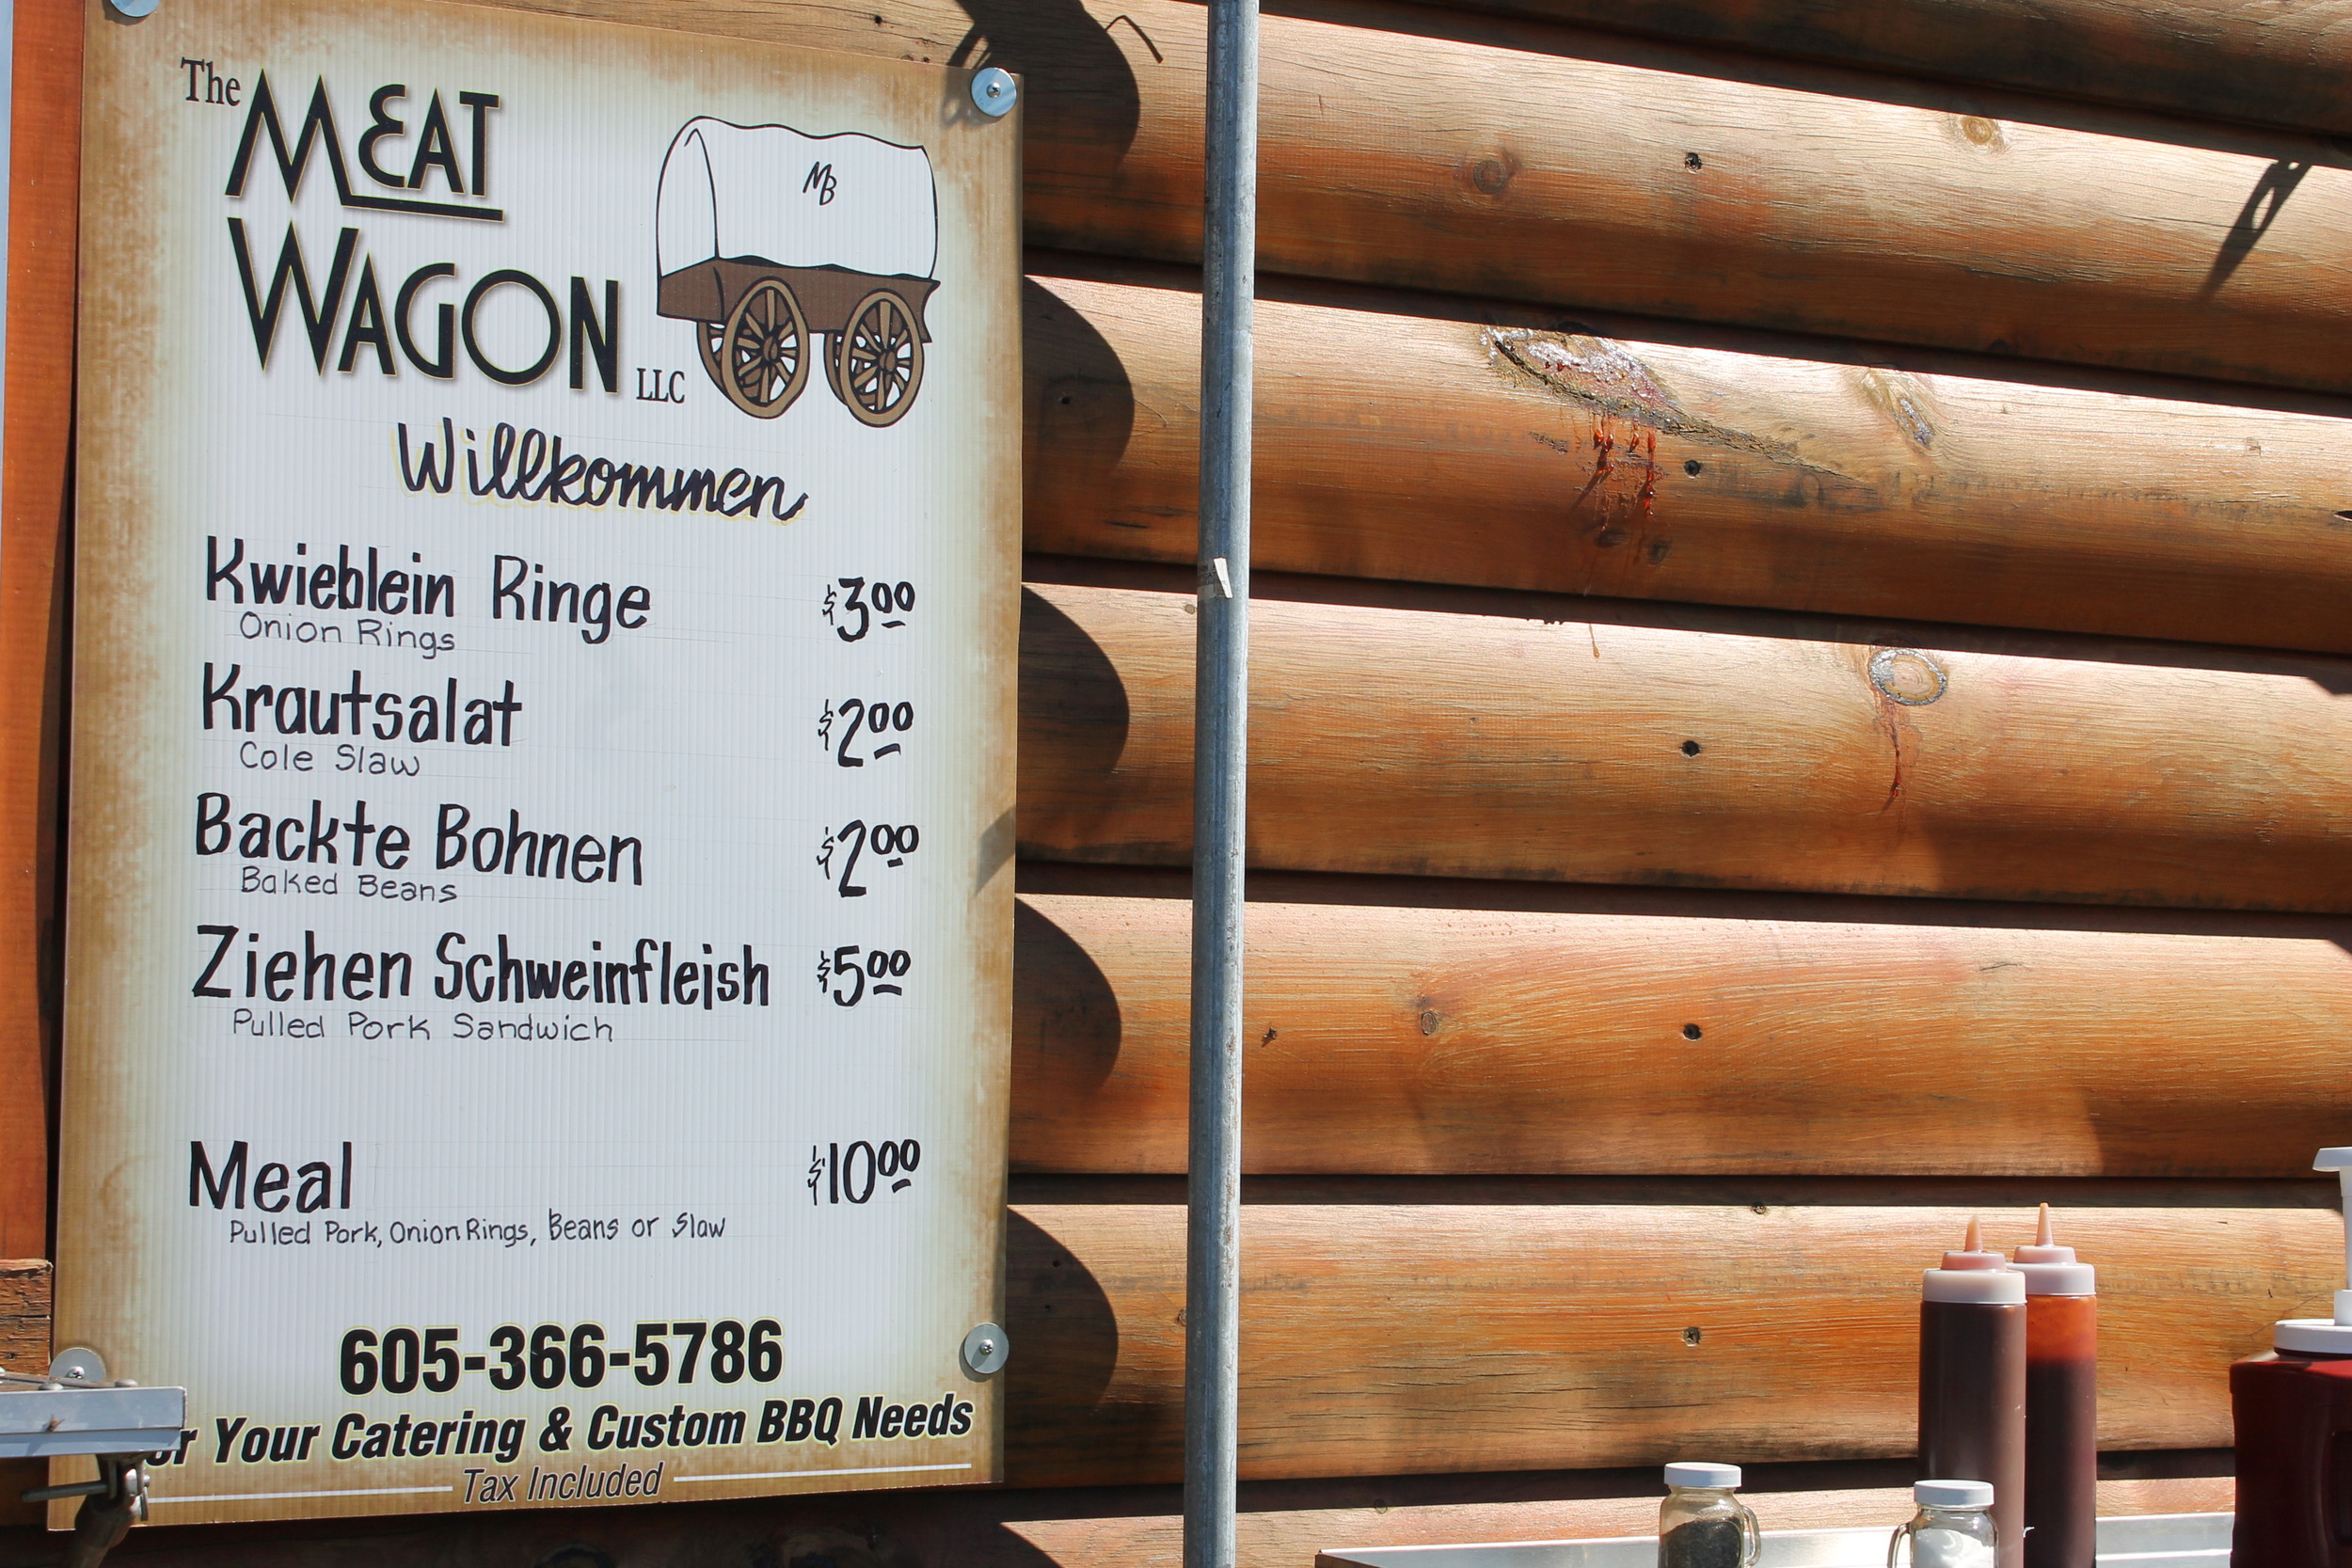 The
MEAT
WAGON LLC
MB
Willkommen
Kwieblein Ringe $3.00
Onion Rings
Krautsalat $2.00
Cole Slaw
Backte Bohnen $2.00
Baked Beans
Ziehen Schweinfleish $5.00
Pulled Pork Sandwich
Meal $10.00
Pulled Pork, Onion Rings, Beans or Slaw
605-366-5786
or Your Catering & Custom BBQ Needs
Tax Included